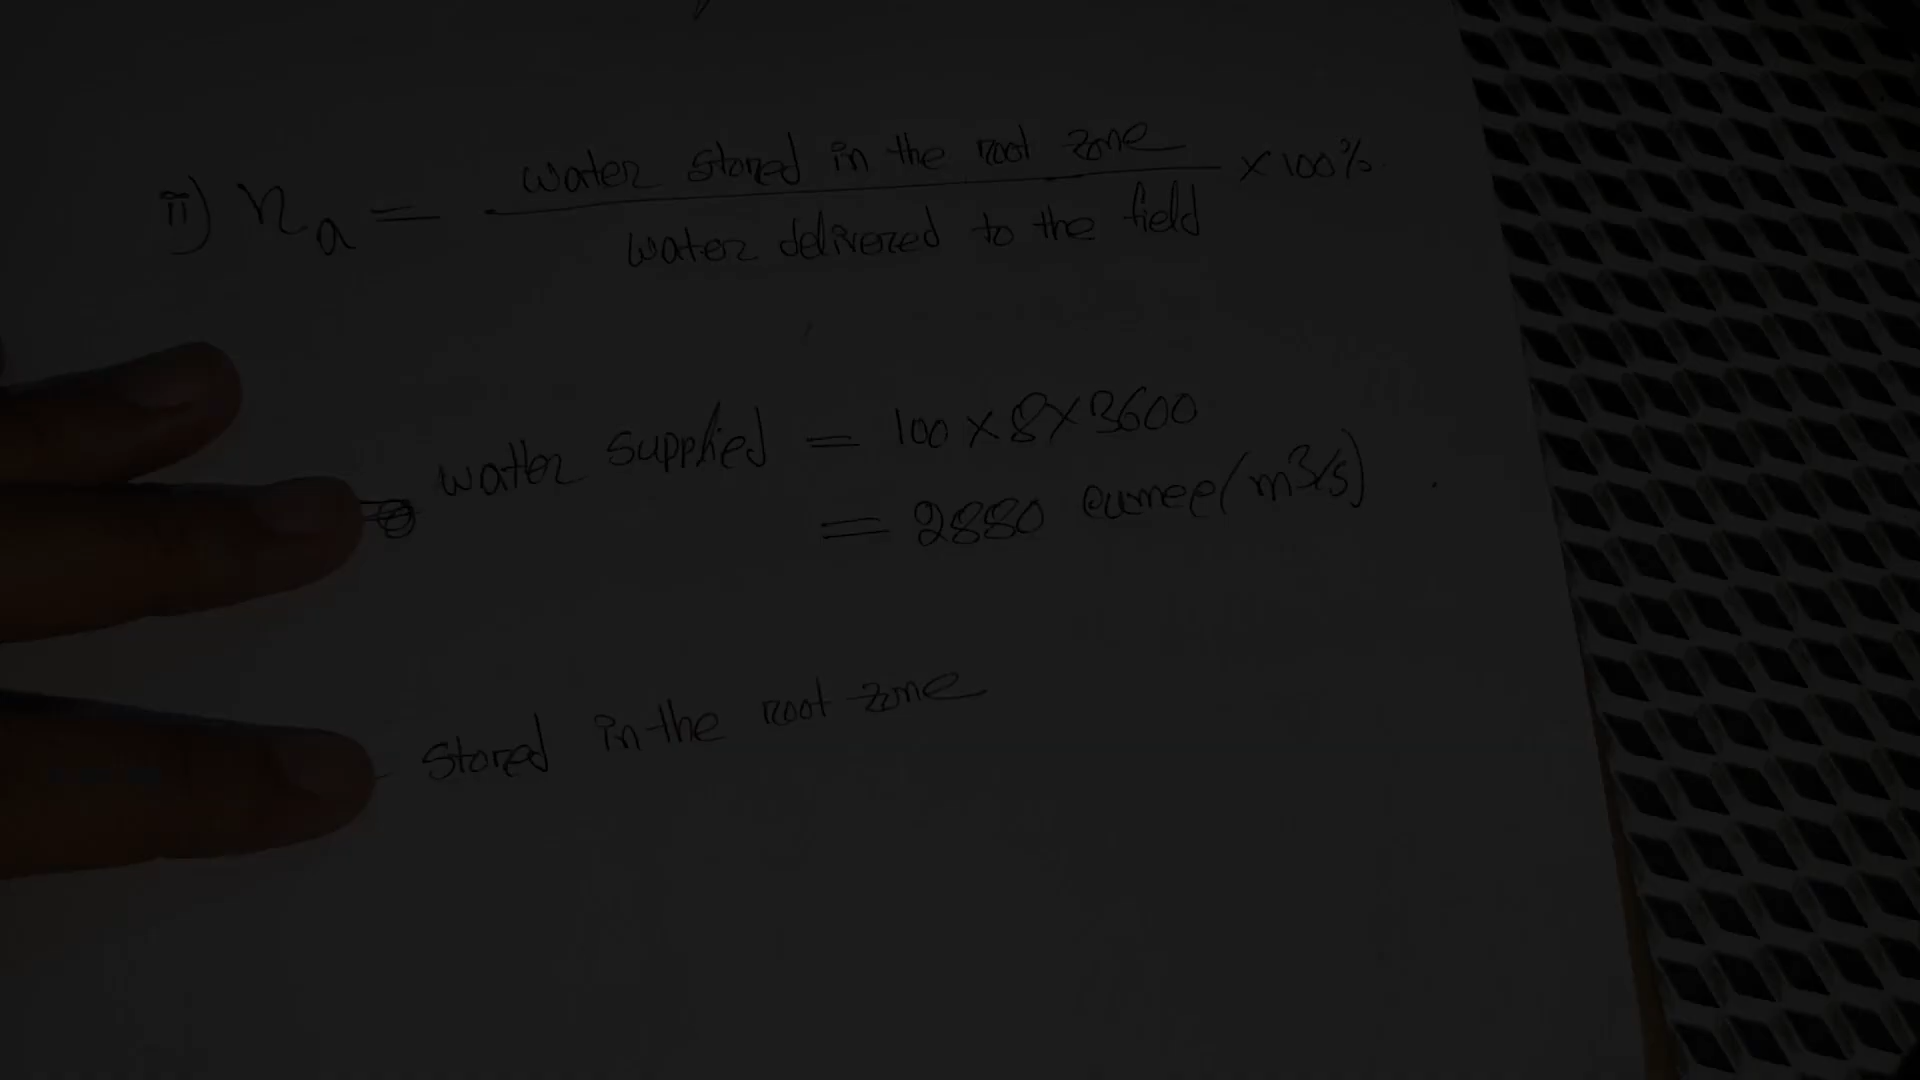 ii) η_a = water stored in the root zone / water delivered to the field × 100%
water supplied = 100 × 8 × 3600
= 2880 cumec (m3/s)
stored in the root zone